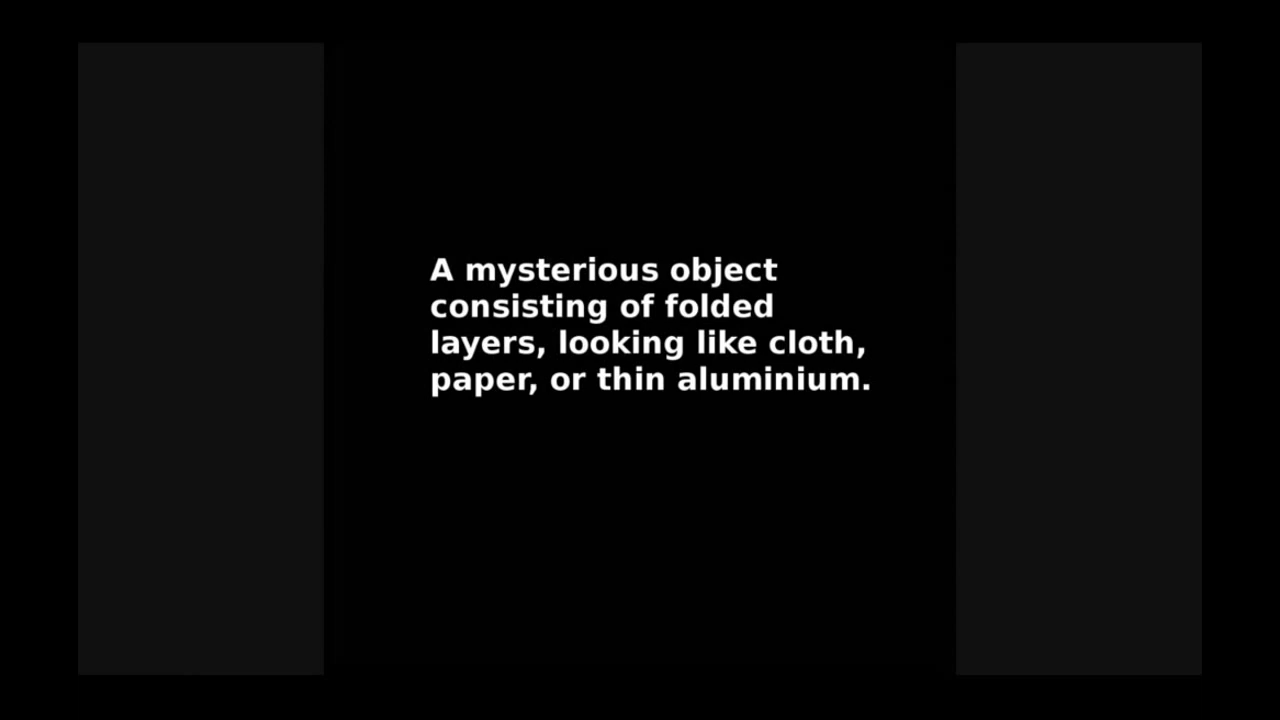 A mysterious object
consisting of folded
layers, looking like cloth,
paper, or thin aluminium.